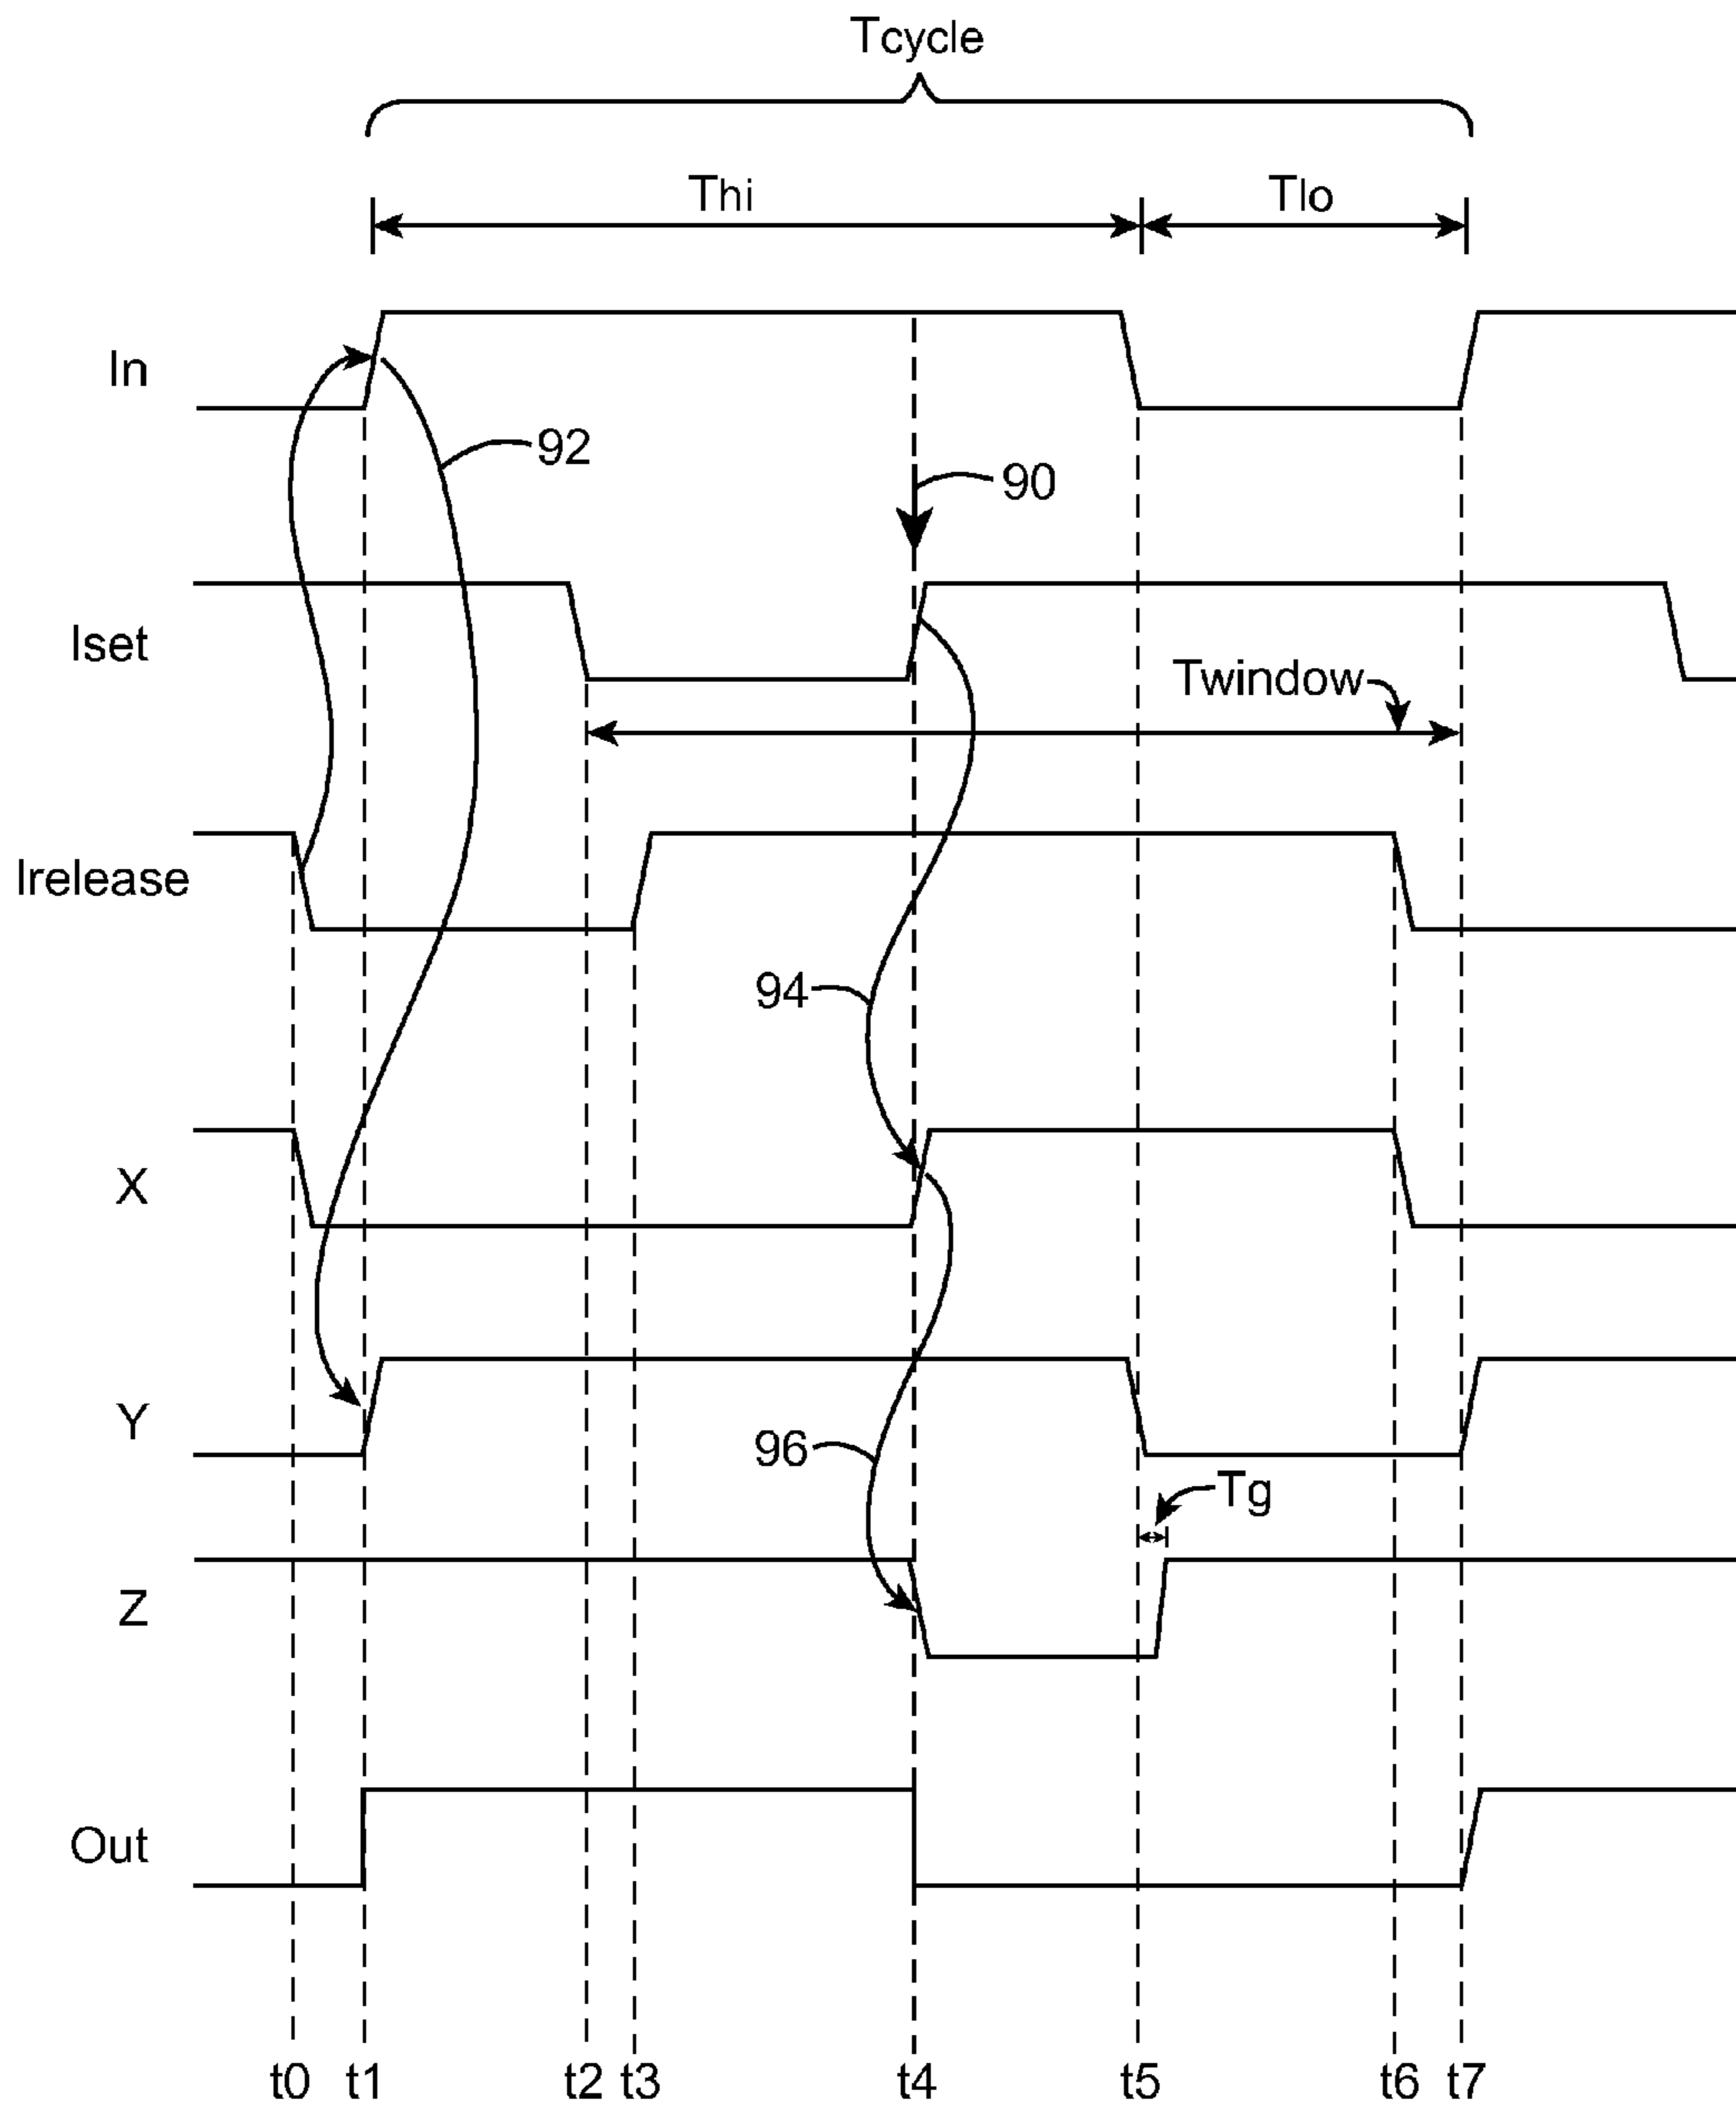 Tcycle
Thi
Tlo
In
92
90
Iset
Twindow
Irelease
94
X
Y
96
Tg
Z
Out
t0 t1 t2 t3 t4 t5 t6 t7